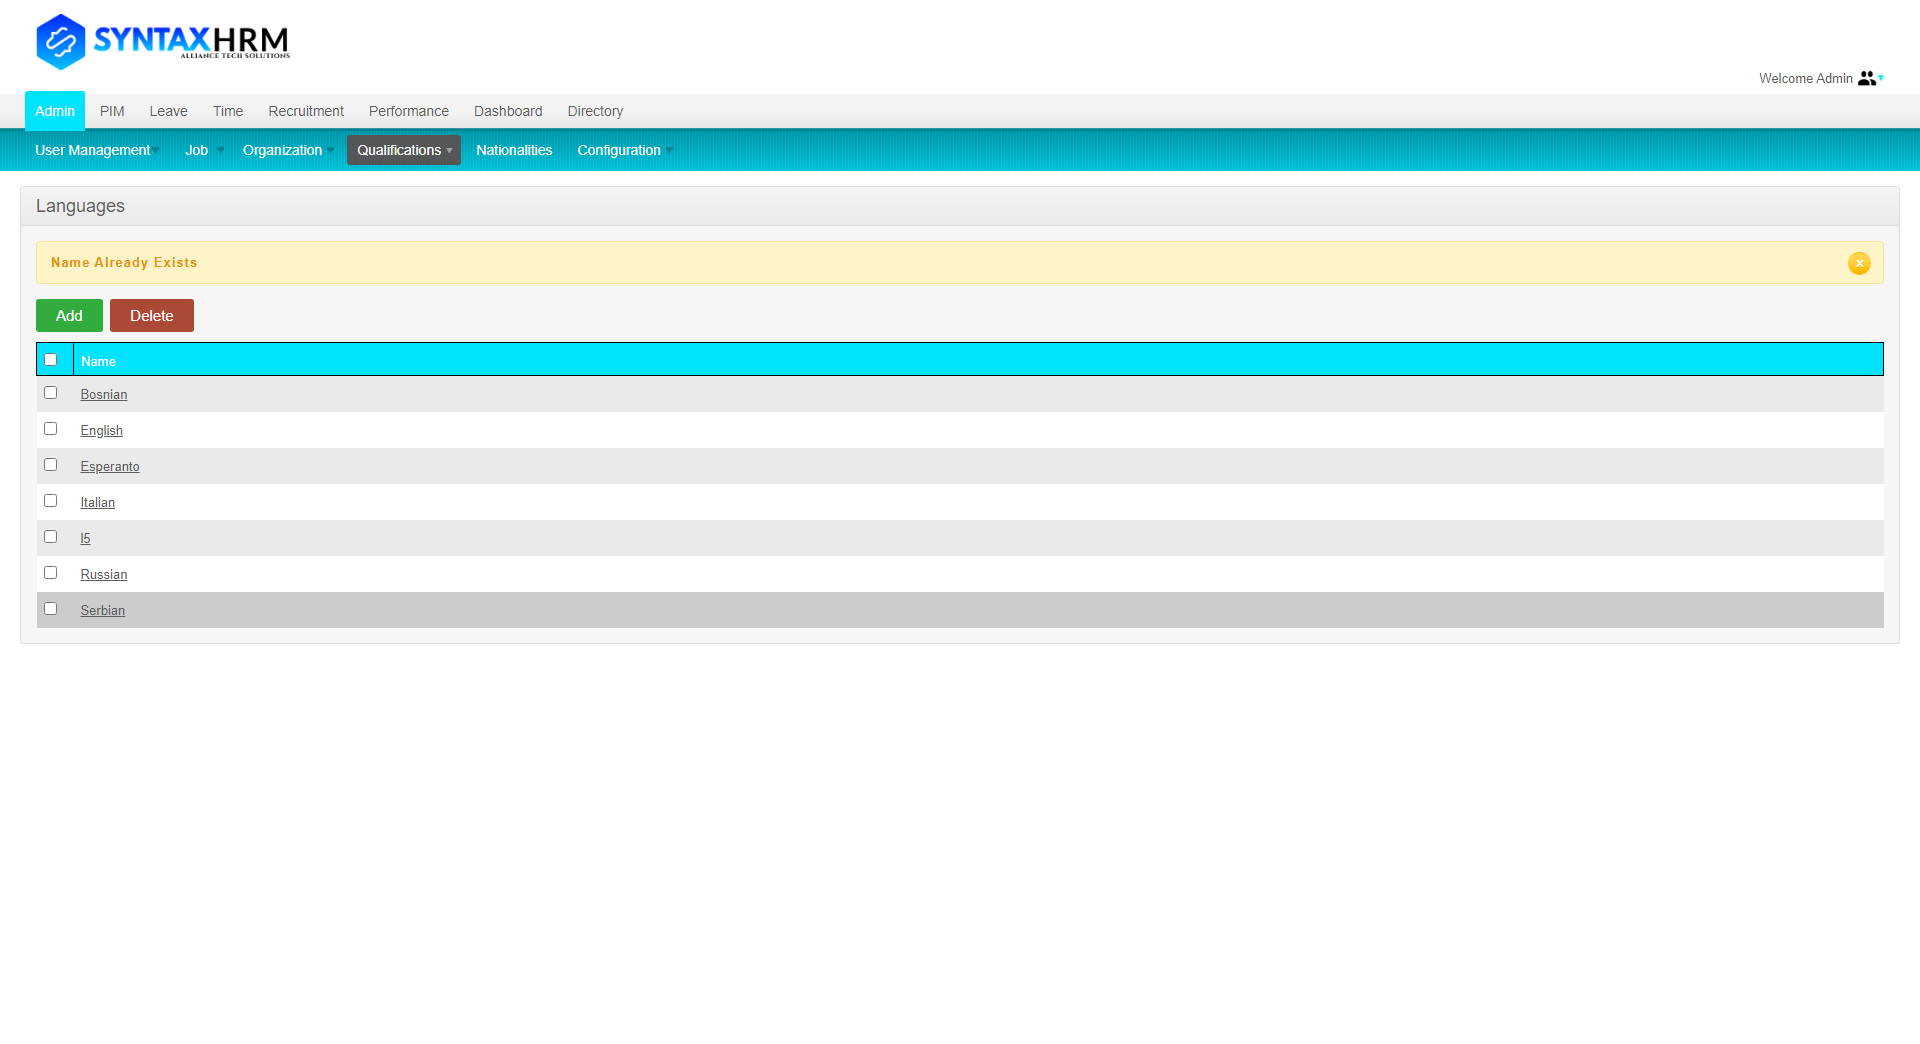 SYNTAXHRM
ALLIANCE TECH SOLUTIONS
Welcome Admin
Admin PIM Leave Time Recruitment Performance Dashboard Directory
User Management Job Organization Qualifications Nationalities Configuration
Languages
Name Already Exists
Add Delete
Name
Bosnian
English
Esperanto
Italian
l5
Russian
Serbian